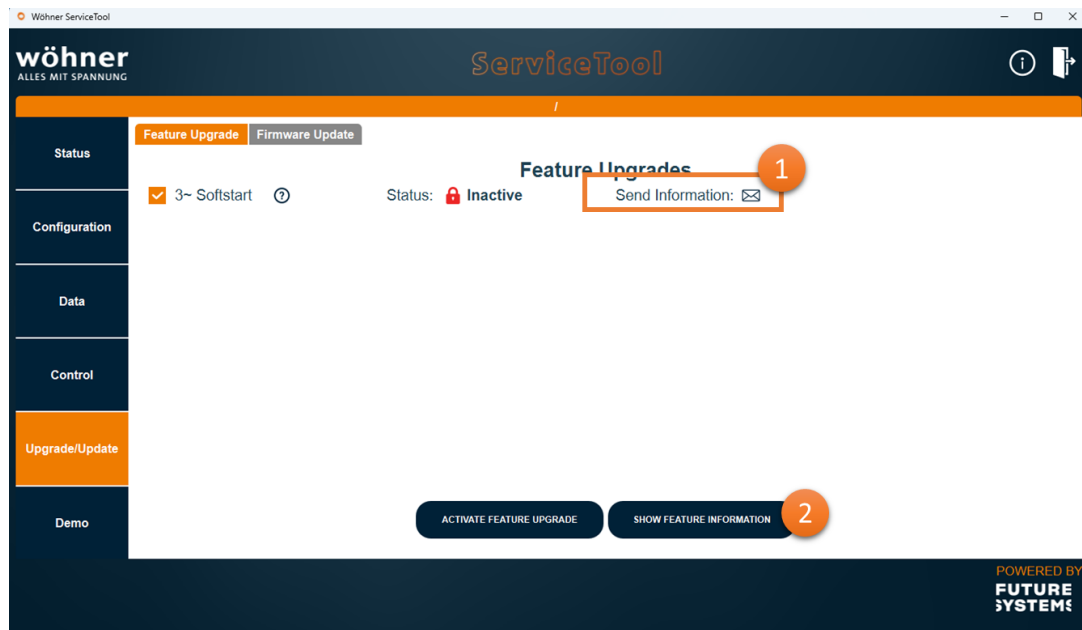 Wöhner ServiceTool
wöhner
ALLES MIT SPANNUNG
ServiceTool
/
Status
Configuration
Data
Control
Upgrade/Update
Demo
Feature Upgrade Firmware Update
Feature Upgrades
1
3~ Softstart ? Status: Inactive Send Information:
ACTIVATE FEATURE UPGRADE SHOW FEATURE INFORMATION
2
POWERED BY
FUTURE
SYSTEMS